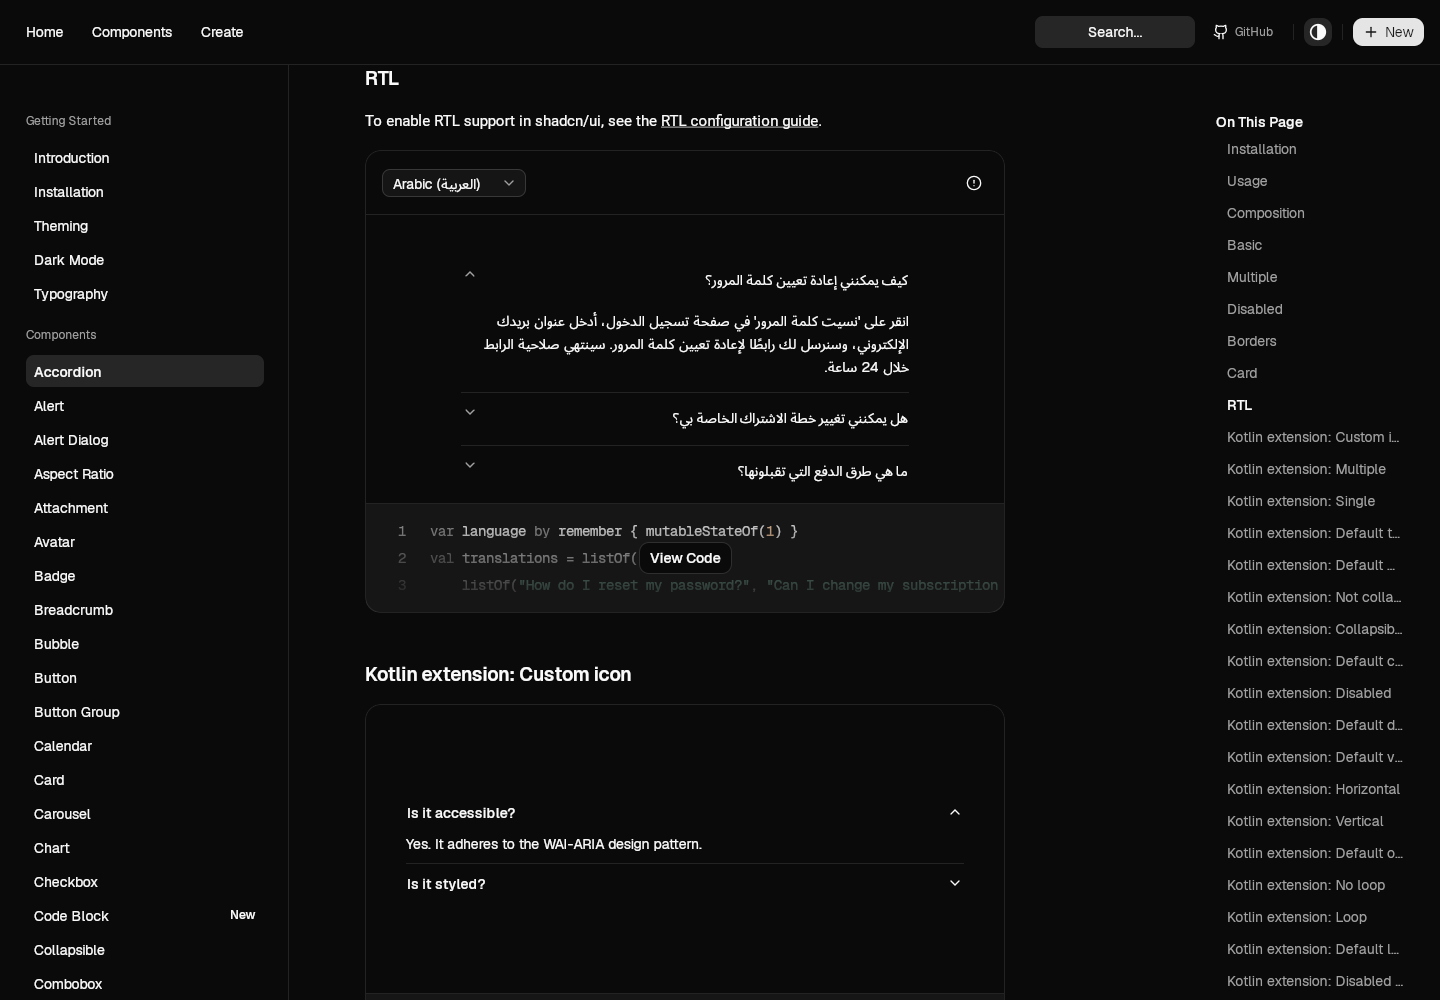 Home
Components
Create
Search...
GitHub
New
Getting Started
Introduction
Installation
Theming
Dark Mode
Typography
Components
Accordion
Alert
Alert Dialog
Aspect Ratio
Attachment
Avatar
Badge
Breadcrumb
Bubble
Button
Button Group
Calendar
Card
Carousel
Chart
Checkbox
Code Block
New
Collapsible
Combobox
RTL
To enable RTL support in shadcn/ui, see the RTL configuration guide.
Arabic (العربية)
كيف يمكنني إعادة تعيين كلمة المرور؟
انقر على 'نسيت كلمة المرور' في صفحة تسجيل الدخول، أدخل عنوان بريدك
الإلكتروني، وسنرسل لك رابطًا لإعادة تعيين كلمة المرور. سينتهي صلاحية الرابط
خلال 24 ساعة.
هل يمكنني تغيير خطة الاشتراك الخاصة بي؟
ما هي طرق الدفع التي تقبلونها؟
1 var language by remember { mutableStateOf(1) }
2 val translations = listOf(
View Code
3 listOf("How do I reset my password?", "Can I change my subscription
Kotlin extension: Custom icon
Is it accessible?
Yes. It adheres to the WAI-ARIA design pattern.
Is it styled?
On This Page
Installation
Usage
Composition
Basic
Multiple
Disabled
Borders
Card
RTL
Kotlin extension: Custom i...
Kotlin extension: Multiple
Kotlin extension: Single
Kotlin extension: Default t...
Kotlin extension: Default ...
Kotlin extension: Not colla...
Kotlin extension: Collapsib...
Kotlin extension: Default c...
Kotlin extension: Disabled
Kotlin extension: Default d...
Kotlin extension: Default v...
Kotlin extension: Horizontal
Kotlin extension: Vertical
Kotlin extension: Default o...
Kotlin extension: No loop
Kotlin extension: Loop
Kotlin extension: Default l...
Kotlin extension: Disabled ...